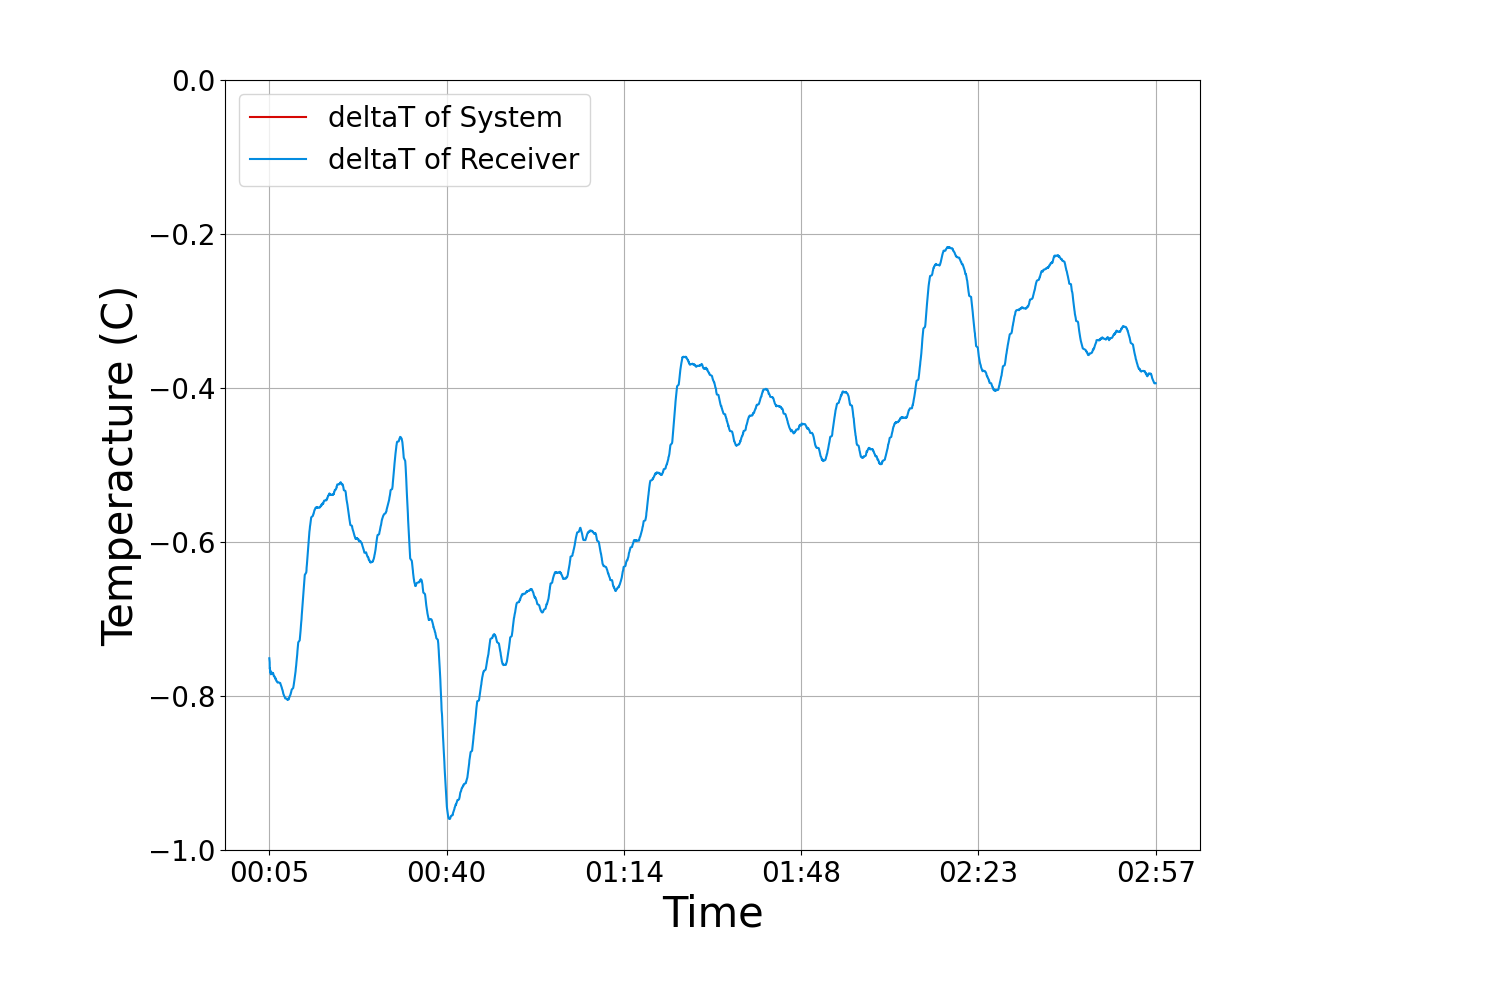 0.0
deltaT of System
deltaT of Receiver
−0.2
−0.4
−0.6
−0.8
−1.0
Temperacture (C)
00:05 00:40 01:14 01:48 02:23 02:57
Time